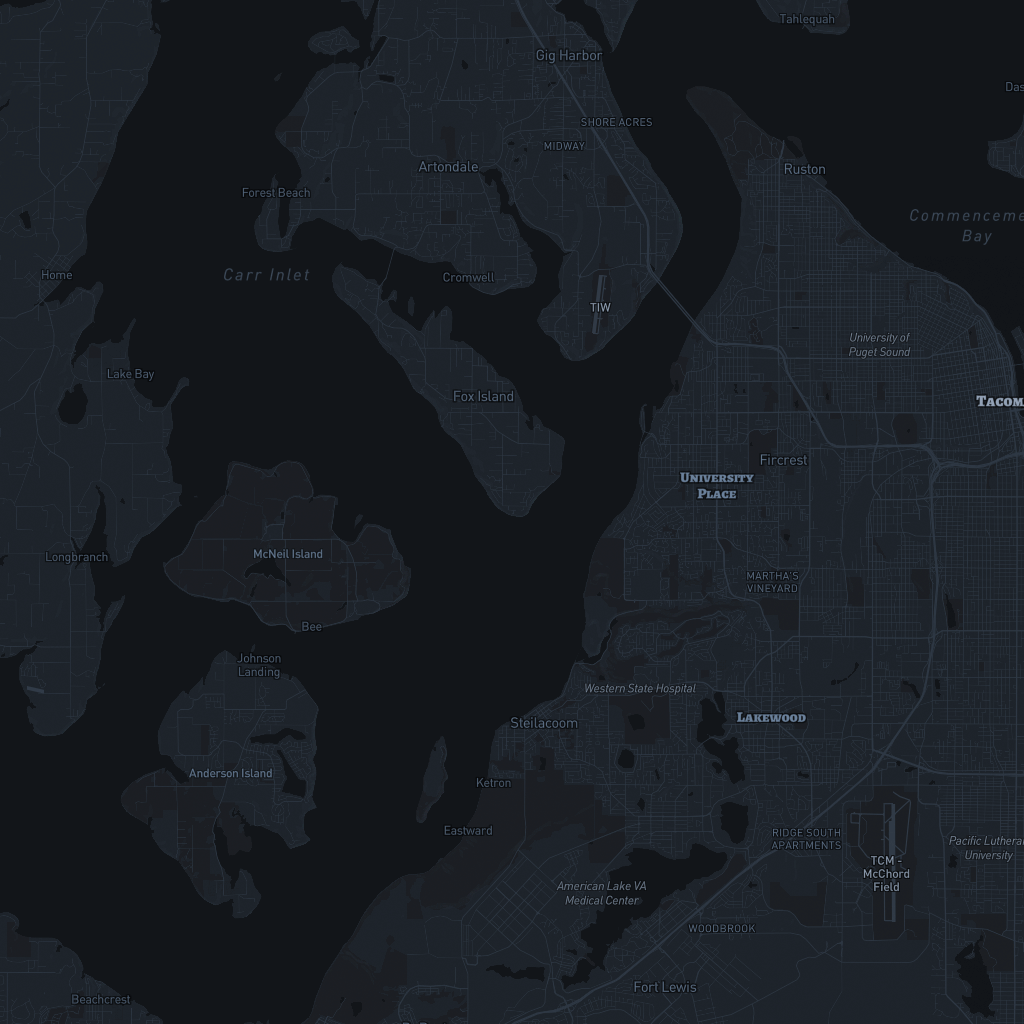 Tahlequah
Gig Harbor
SHORE ACRES
MIDWAY
Artondale
Ruston
Forest Beach
Commenceme
Bay
Home
Carr Inlet
Cromwell
TIW
University of
Puget Sound
Lake Bay
Fox Island
TACOM
Fircrest
UNIVERSITY
PLACE
McNeil Island
Longbranch
MARTHA'S
VINEYARD
Bee
Johnson
Landing
Western State Hospital
Steilacoom
LAKEWOOD
Anderson Island
Ketron
Eastward
RIDGE SOUTH
APARTMENTS
Pacific Lutheran
University
TCM -
McChord
Field
American Lake VA
Medical Center
WOODBROOK
Fort Lewis
Beachcrest